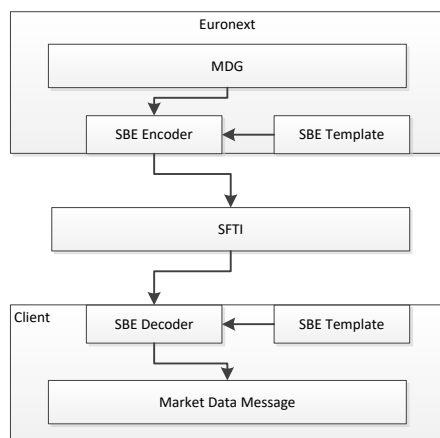 Euronext
MDG
SBE Encoder
SBE Template
SFTI
Client
SBE Decoder
SBE Template
Market Data Message